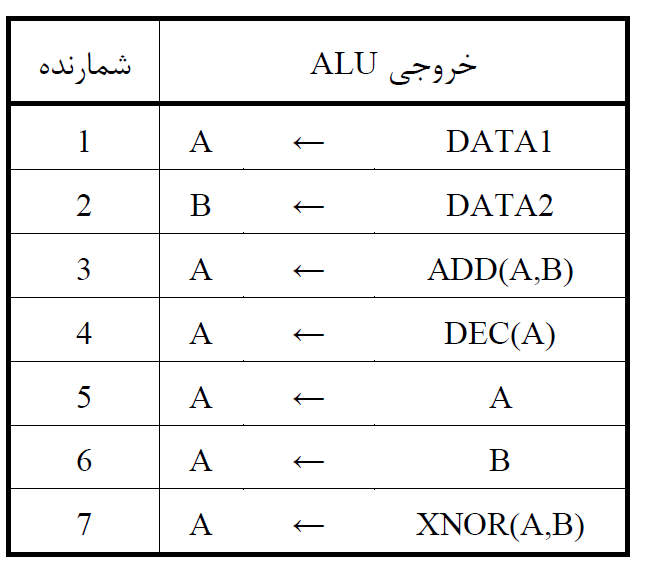 شمارنده خروجی ALU
1 A ← DATA1
2 B ← DATA2
3 A ← ADD(A,B)
4 A ← DEC(A)
5 A ← A
6 A ← B
7 A ← XNOR(A,B)